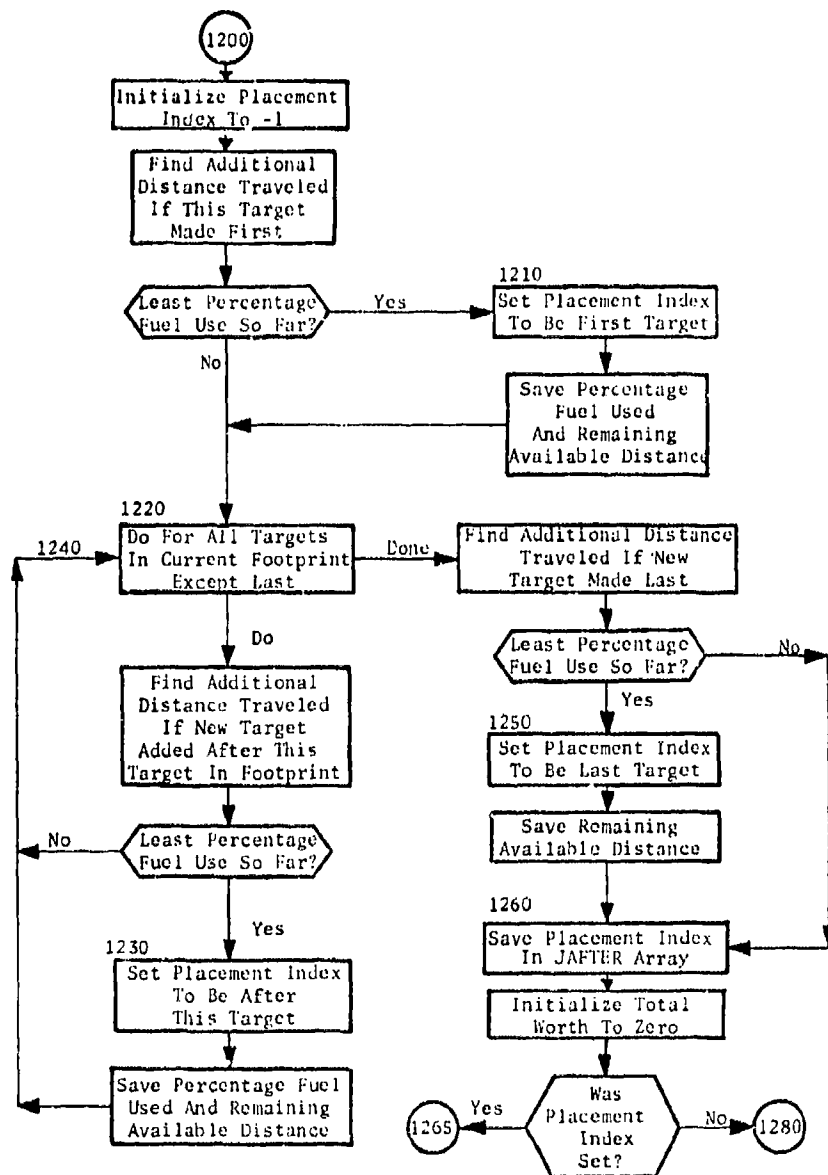 1200
Initialize Placement
Index To -1
Find Additional
Distance Traveled
If This Target
Made First
Least Percentage
Fuel Use So Far?
Yes
No
1210
Set Placement Index
To Be First Target
Save Percentage
Fuel Used
And Remaining
Available Distance
1220
1240
Do For All Targets
In Current Footprint
Except Last
Done
Do
Find Additional Distance
Traveled If New
Target Made Last
Least Percentage
Fuel Use So Far?
No
Yes
Find Additional
Distance Traveled
If New Target
Added After This
Target In Footprint
Least Percentage
Fuel Use So Far?
No
Yes
1230
Set Placement Index
To Be After
This Target
Save Percentage Fuel
Used And Remaining
Available Distance
1250
Set Placement Index
To Be Last Target
Save Remaining
Available Distance
1260
Save Placement Index
In JAFTER Array
Initialize Total
Worth To Zero
Was
Placement
Index
Set?
Yes
1265
No
1280